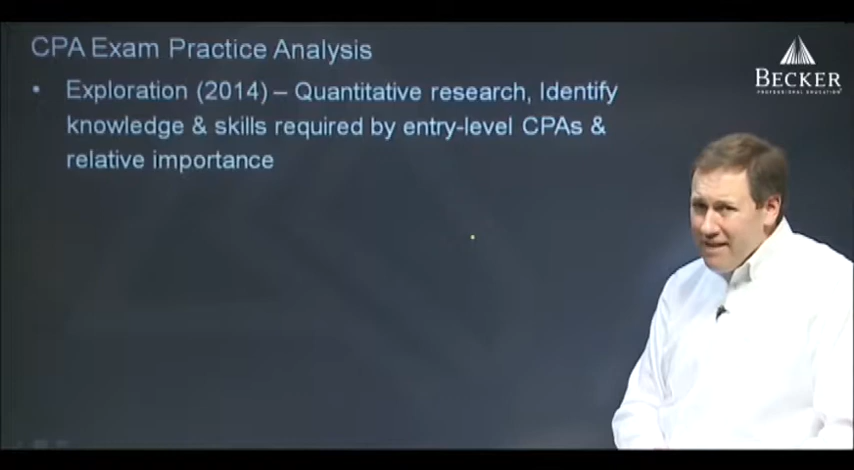 CPA Exam Practice Analysis
• Exploration (2014) – Quantitative research, Identify
knowledge & skills required by entry-level CPAs &
relative importance
BECKER
PROFESSIONAL EDUCATION